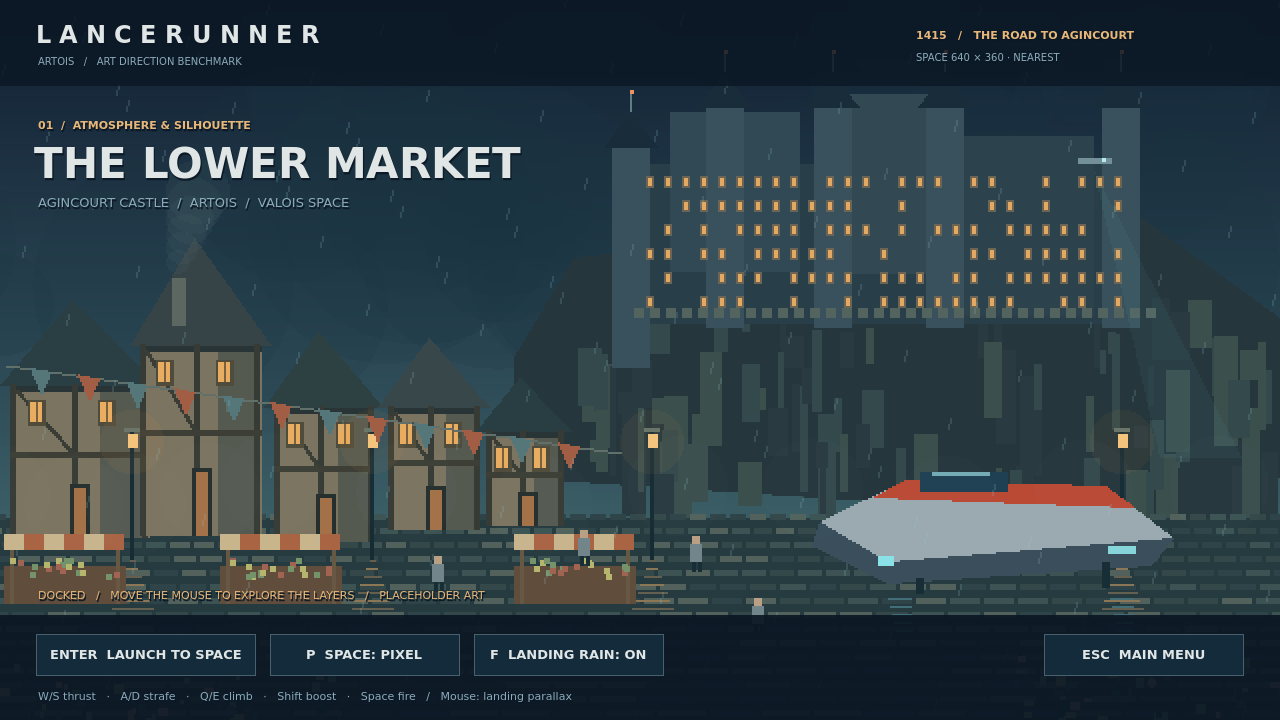 LANCERUNNER
ARTOIS / ART DIRECTION BENCHMARK
1415 / THE ROAD TO AGINCOURT
SPACE 640 × 360 · NEAREST
01 / ATMOSPHERE & SILHOUETTE
THE LOWER MARKET
AGINCOURT CASTLE / ARTOIS / VALOIS SPACE
DOCKED / MOVE THE MOUSE TO EXPLORE THE LAYERS / PLACEHOLDER ART
ENTER LAUNCH TO SPACE
P SPACE: PIXEL
F LANDING RAIN: ON
ESC MAIN MENU
W/S thrust · A/D strafe · Q/E climb · Shift boost · Space fire / Mouse: landing parallax